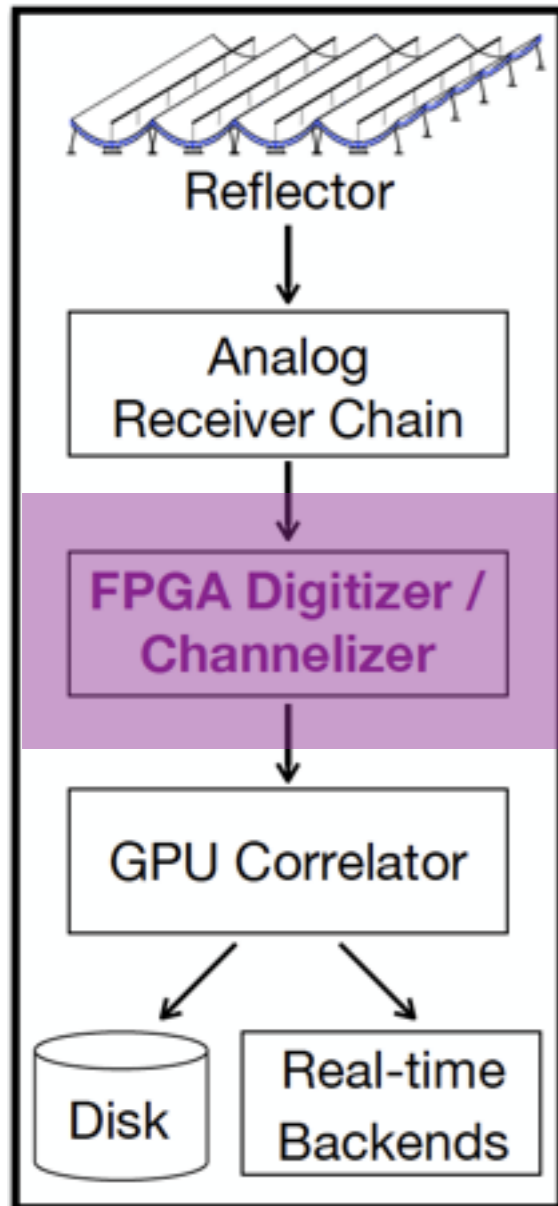 Reflector
Analog
Receiver Chain
FPGA Digitizer /
Channelizer
GPU Correlator
Disk
Real-time
Backends